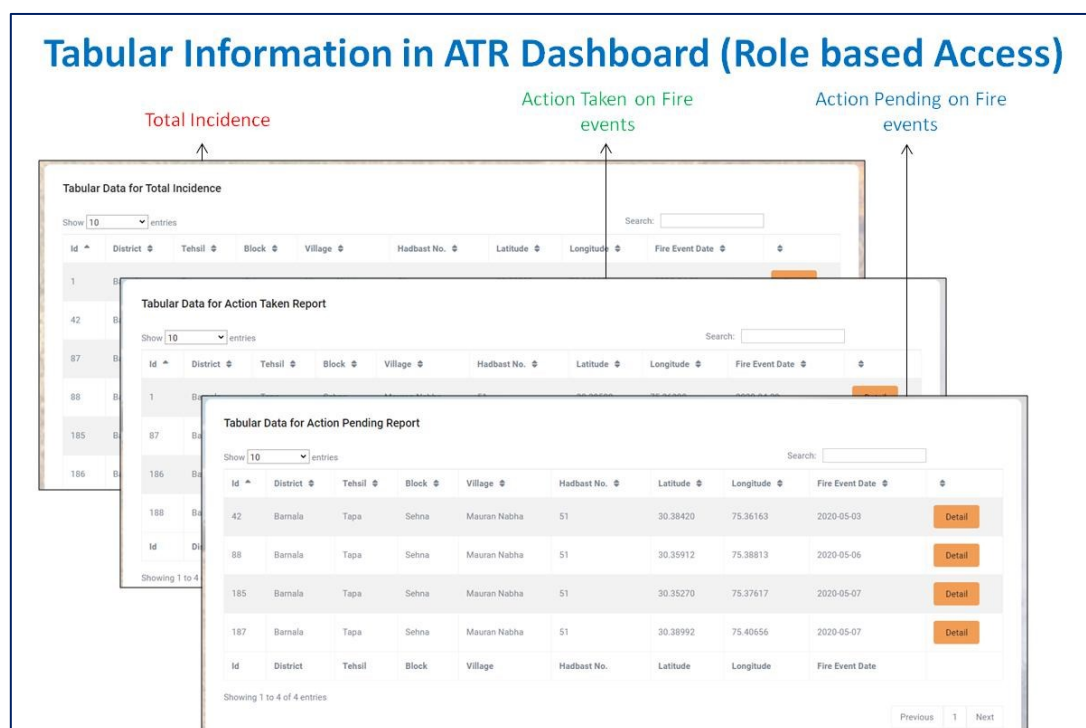 Tabular Information in ATR Dashboard (Role based Access)
Total Incidence
Action Taken on Fire
events
Action Pending on Fire
events
Tabular Data for Total Incidence
Show 10 entries Search:
Id District Tehsil Block Village Hadbast No. Latitude Longitude Fire Event Date
1
42
87
88
185
186
Tabular Data for Action Taken Report
Show 10 entries Search:
Id District Tehsil Block Village Hadbast No. Latitude Longitude Fire Event Date
1
87
186
188
Id
Showing 1 to 4
Tabular Data for Action Pending Report
Show 10 entries Search:
Id District Tehsil Block Village Hadbast No. Latitude Longitude Fire Event Date
42 Barnala Tapa Sehna Mauran Nabha 51 30.38420 75.36163 2020-05-03 Detail
88 Barnala Tapa Sehna Mauran Nabha 51 30.35912 75.38813 2020-05-06 Detail
185 Barnala Tapa Sehna Mauran Nabha 51 30.35270 75.37617 2020-05-07 Detail
187 Barnala Tapa Sehna Mauran Nabha 51 30.38992 75.40656 2020-05-07 Detail
Id District Tehsil Block Village Hadbast No. Latitude Longitude Fire Event Date
Showing 1 to 4 of 4 entries
Previous 1 Next